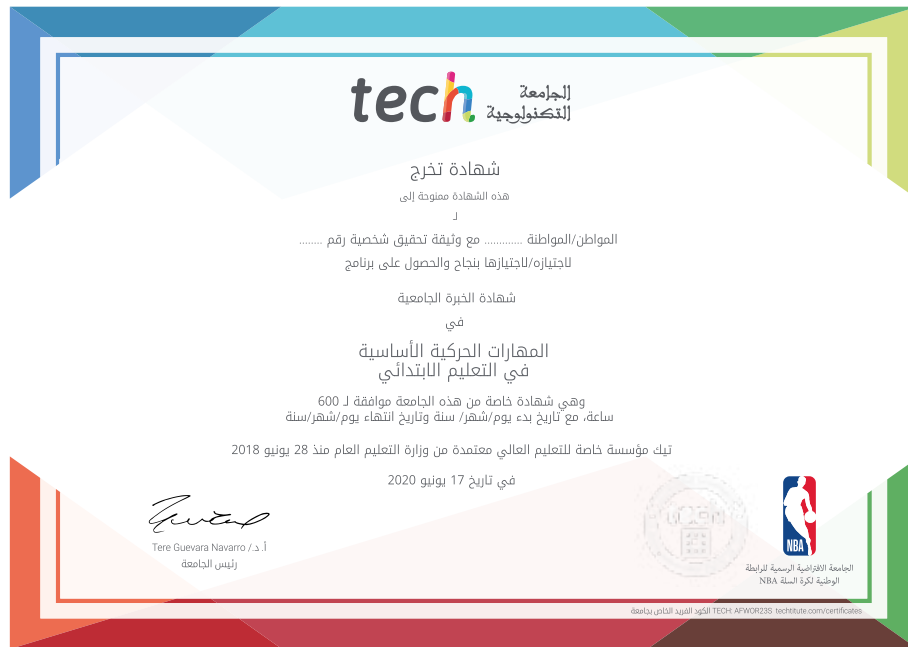 tech الجامعة
التكنولوجية
شهادة تخرج
هذه الشهادة ممنوحة إلى
لـ
المواطن/المواطنة ............ مع وثيقة تحقيق شخصية رقم ........
لاجتيازه/لاجتيازها بنجاح والحصول على برنامج
شهادة الخبرة الجامعية
في
المهارات الحركية الأساسية
في التعليم الابتدائي
وهي شهادة خاصة من هذه الجامعة موافقة لـ 600
ساعة، مع تاريخ بدء يوم/شهر/ سنة وتاريخ انتهاء يوم/شهر/سنة
تيك مؤسسة خاصة للتعليم العالي معتمدة من وزارة التعليم العام منذ 28 يونيو 2018
في تاريخ 17 يونيو 2020
أ. د./ Tere Guevara Navarro
رئيس الجامعة
NBA
الجامعة الافتراضية الرسمية للرابطة
الوطنية لكرة السلة NBA
الكود الفريد الخاص بجامعة TECH: AFWOR23S techtitute.com/certificates